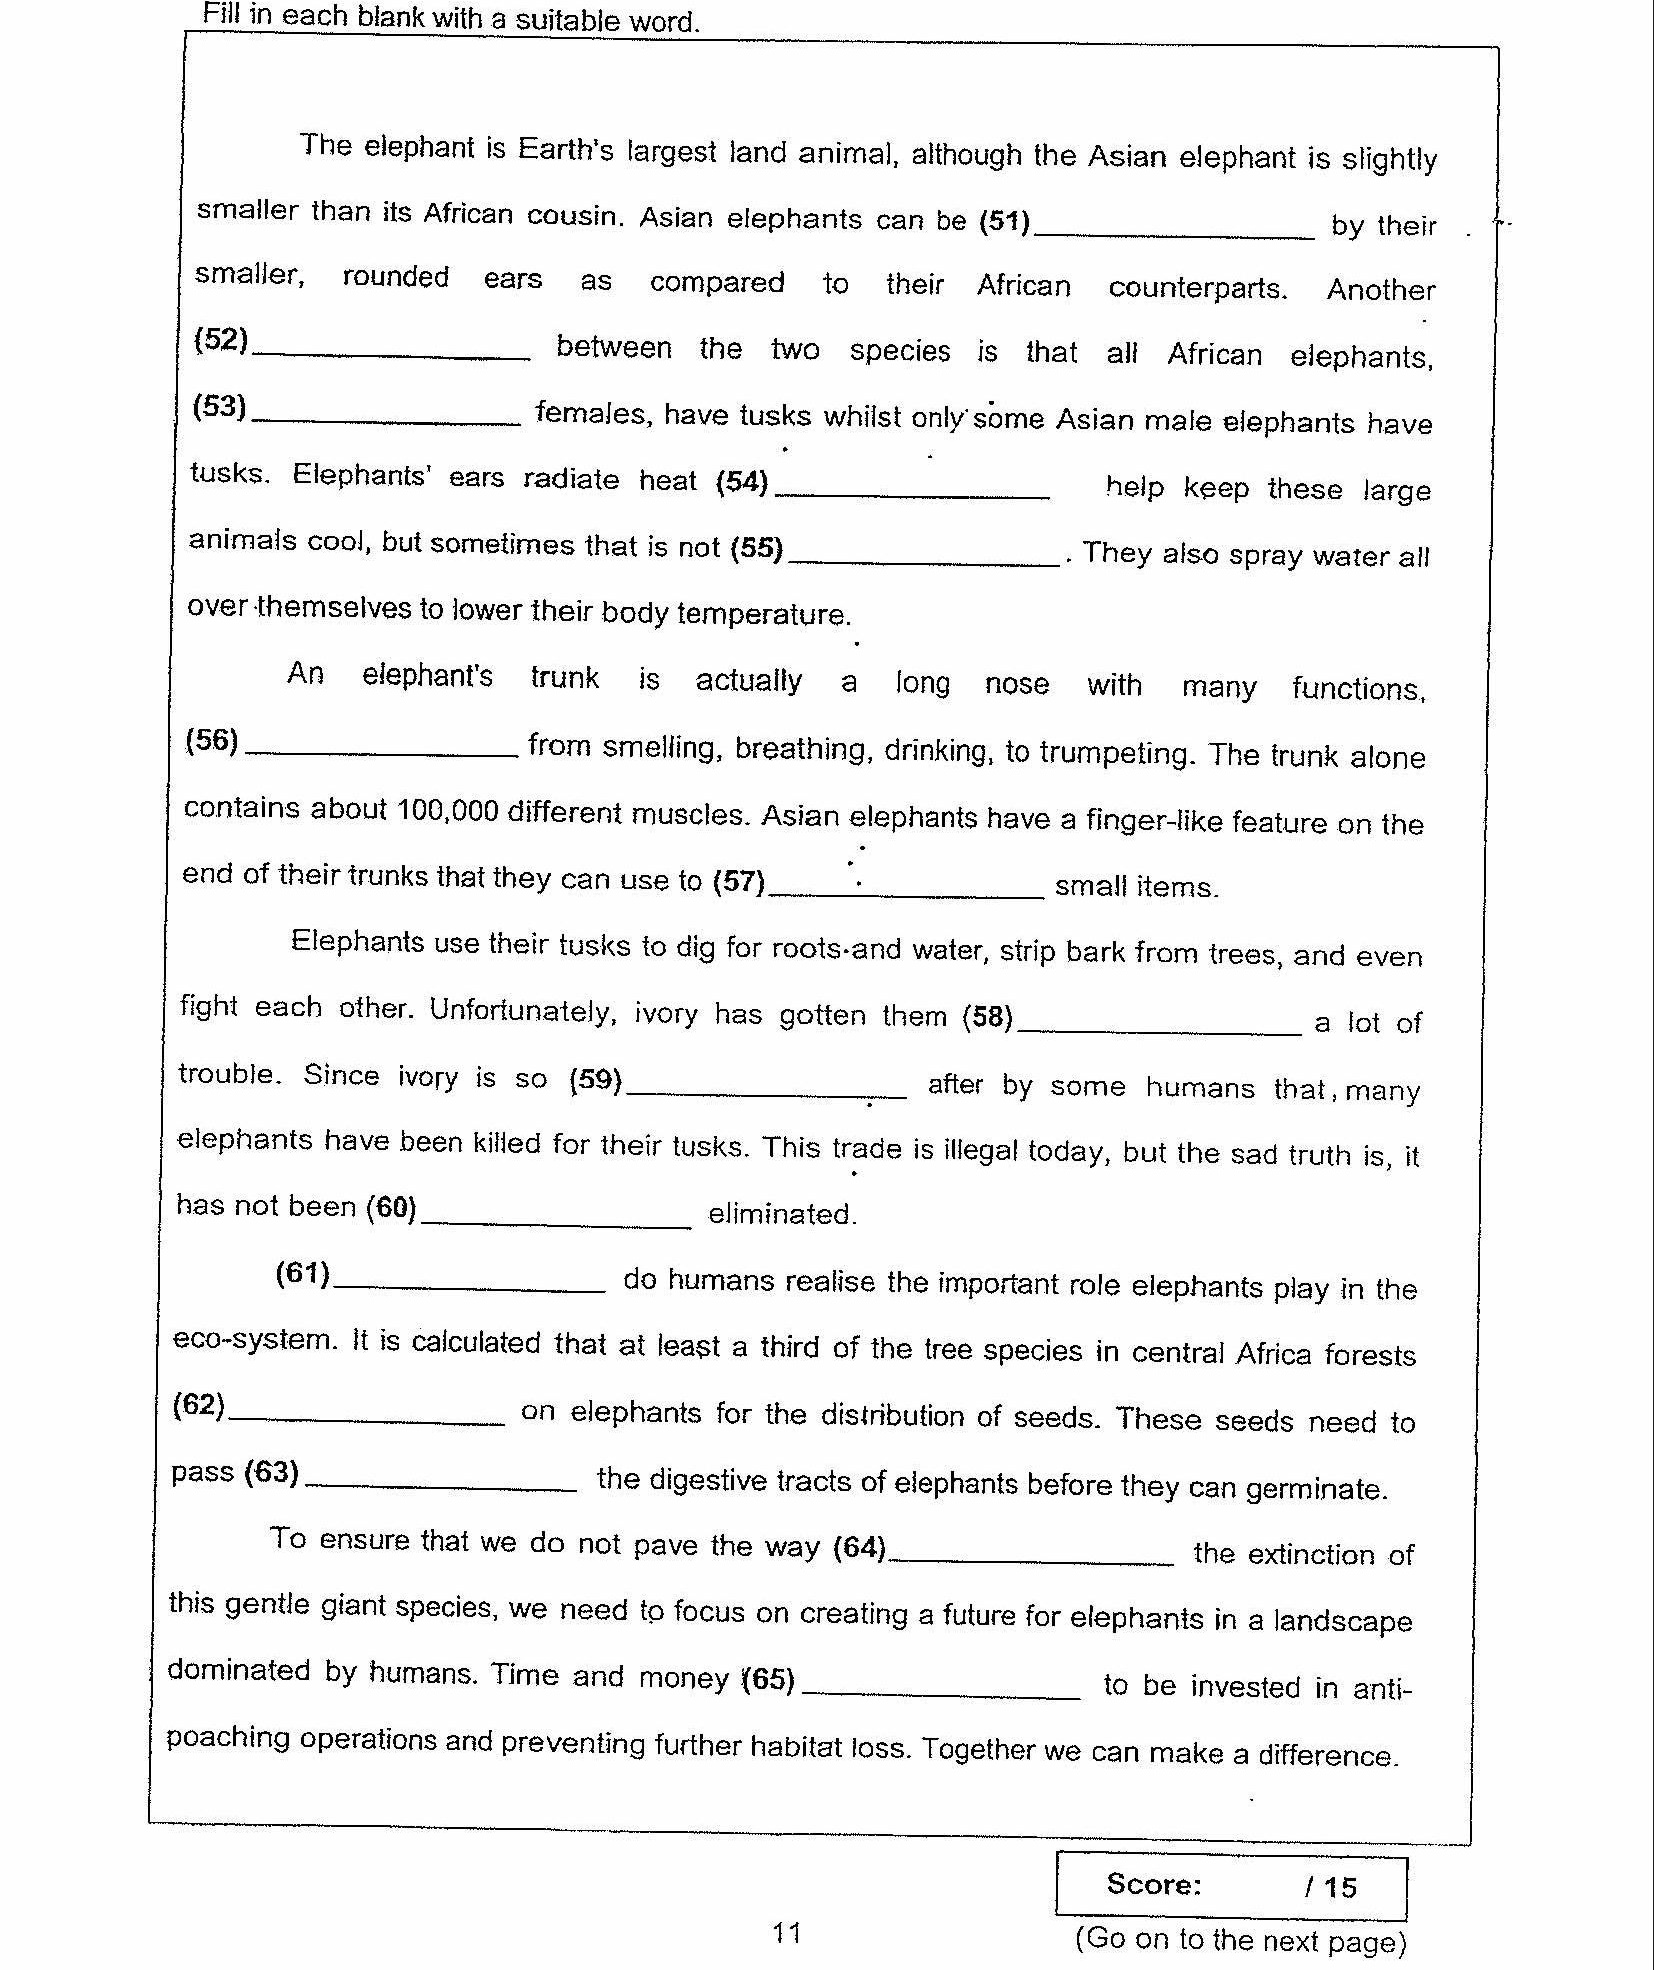 Fill in each blank with a suitable word.
The elephant is Earth's largest land animal, although the Asian elephant is slightly
smaller than its African cousin. Asian elephants can be (51)________________ by their
smaller, rounded ears as compared to their African counterparts. Another
(52)________________ between the two species is that all African elephants,
(53)________________ females, have tusks whilst only some Asian male elephants have
tusks. Elephants' ears radiate heat (54)________________ help keep these large
animals cool, but sometimes that is not (55)________________. They also spray water all
over themselves to lower their body temperature.
An elephant's trunk is actually a long nose with many functions,
(56)________________ from smelling, breathing, drinking, to trumpeting. The trunk alone
contains about 100,000 different muscles. Asian elephants have a finger-like feature on the
end of their trunks that they can use to (57)________________ small items.
Elephants use their tusks to dig for roots and water, strip bark from trees, and even
fight each other. Unfortunately, ivory has gotten them (58)________________ a lot of
trouble. Since ivory is so (59)________________ after by some humans that, many
elephants have been killed for their tusks. This trade is illegal today, but the sad truth is, it
has not been (60)________________ eliminated.
(61)________________ do humans realise the important role elephants play in the
eco-system. It is calculated that at least a third of the tree species in central Africa forests
(62)________________ on elephants for the distribution of seeds. These seeds need to
pass (63)________________ the digestive tracts of elephants before they can germinate.
To ensure that we do not pave the way (64)________________ the extinction of
this gentle giant species, we need to focus on creating a future for elephants in a landscape
dominated by humans. Time and money (65)________________ to be invested in anti-
poaching operations and preventing further habitat loss. Together we can make a difference.
Score: / 15
11
(Go on to the next page)